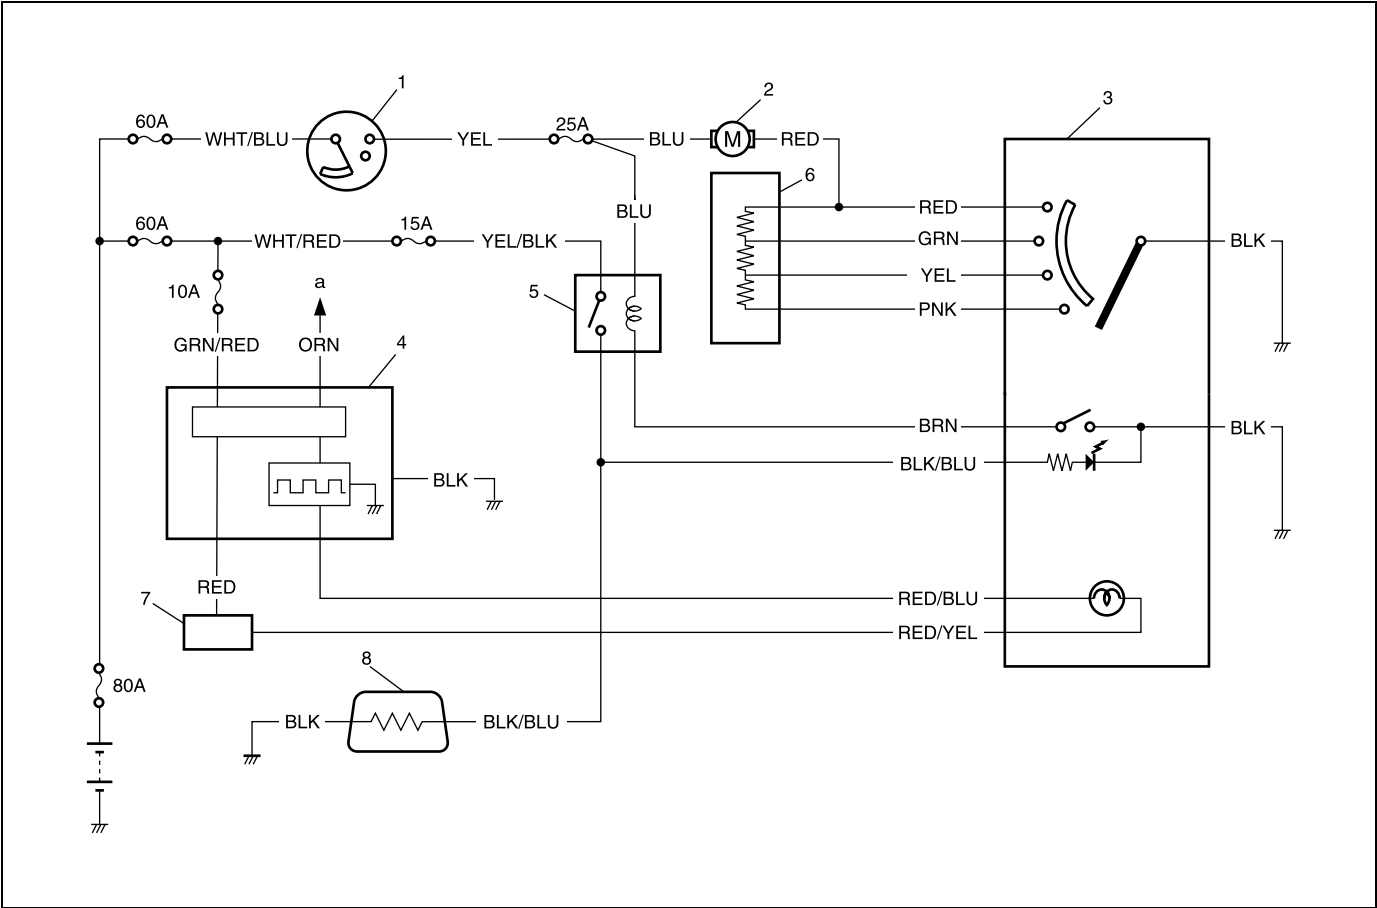 1
2
3
60A
WHT/BLU
YEL
25A
BLU
M
RED
6
BLU
RED
60A
WHT/RED
15A
YEL/BLK
GRN
BLK
a
10A
5
YEL
PNK
GRN/RED
ORN
4
BRN
BLK
BLK/BLU
BLK
RED
7
RED/BLU
RED/YEL
8
80A
BLK
BLK/BLU